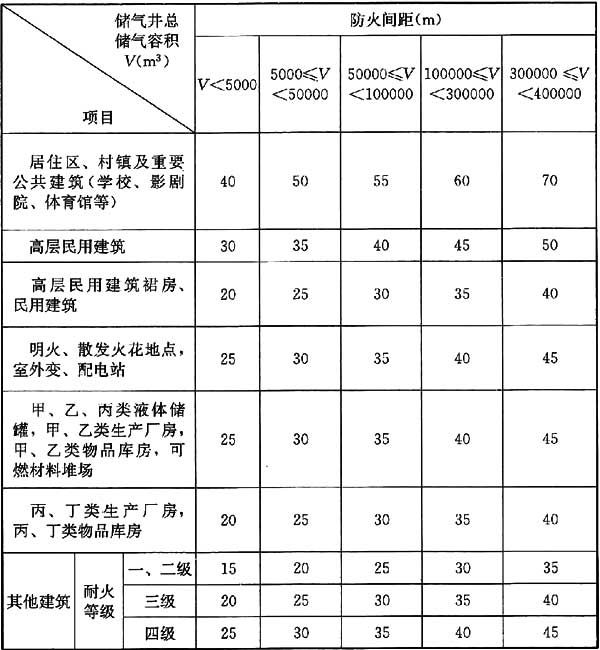 储气井总
储气容积
V(m³)
项目
防火间距(m)
V<5000
5000≤V
<50000
50000≤V
<100000
100000≤V
<300000
300000 ≤V
<400000
居住区、村镇及重要
公共建筑(学校、影剧
院、体育馆等)
40 50 55 60 70
高层民用建筑 30 35 40 45 50
高层民用建筑裙房、
民用建筑
20 25 30 35 40
明火、散发火花地点,
室外变、配电站
25 30 35 40 45
甲、乙、丙类液体储
罐,甲、乙类生产厂房,
甲、乙类物品库房,可
燃材料堆场
25 30 35 40 45
丙、丁类生产厂房,
丙、丁类物品库房
20 25 30 35 40
其他建筑
耐火
等级
一、二级 15 20 25 30 35
三级 20 25 30 35 40
四级 25 30 35 40 45